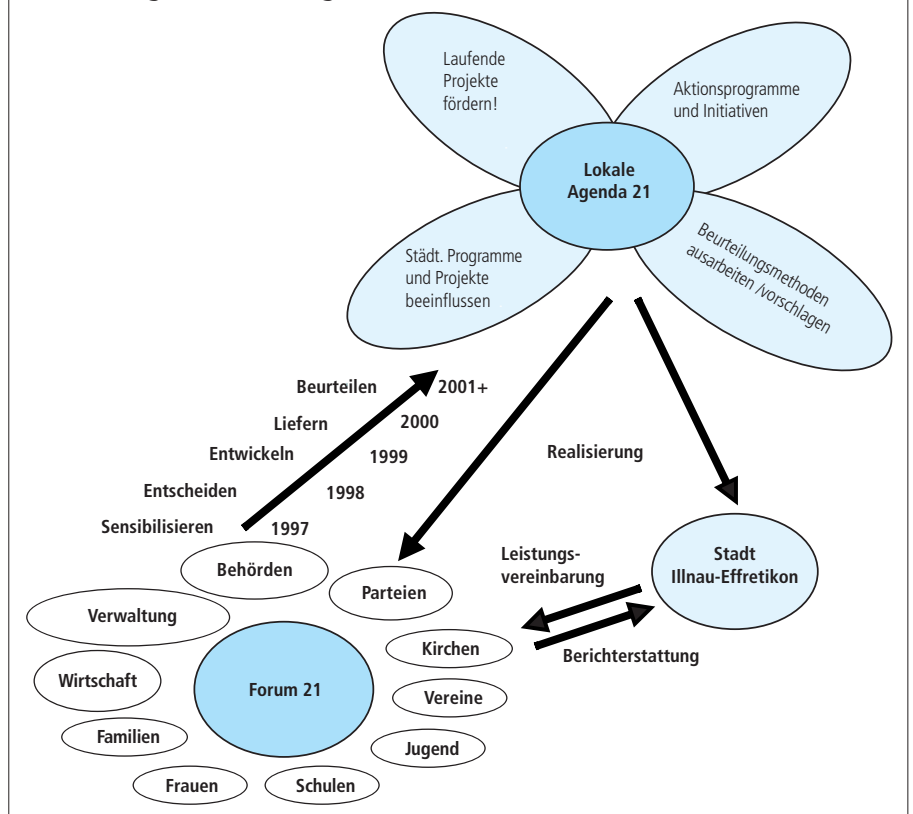 Laufende
Projekte
fördern!
Aktionsprogramme
und Initiativen
Lokale
Agenda 21
Städt. Programme
und Projekte
beeinflussen
Beurteilungsmethoden
ausarbeiten /vorschlagen
Beurteilen 2001+
Liefern 2000
Entwickeln 1999
Entscheiden 1998
Sensibilisieren 1997
Realisierung
Leistungs-
vereinbarung
Stadt
Illnau-Effretikon
Berichterstattung
Behörden
Parteien
Verwaltung
Kirchen
Wirtschaft
Forum 21
Vereine
Familien
Jugend
Frauen
Schulen